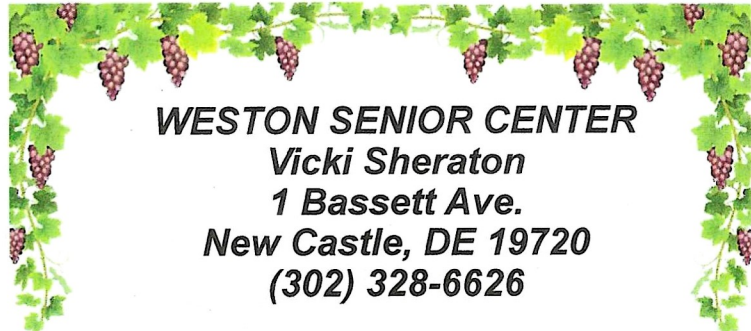 WESTON SENIOR CENTER
Vicki Sheraton
1 Bassett Ave.
New Castle, DE 19720
(302) 328-6626